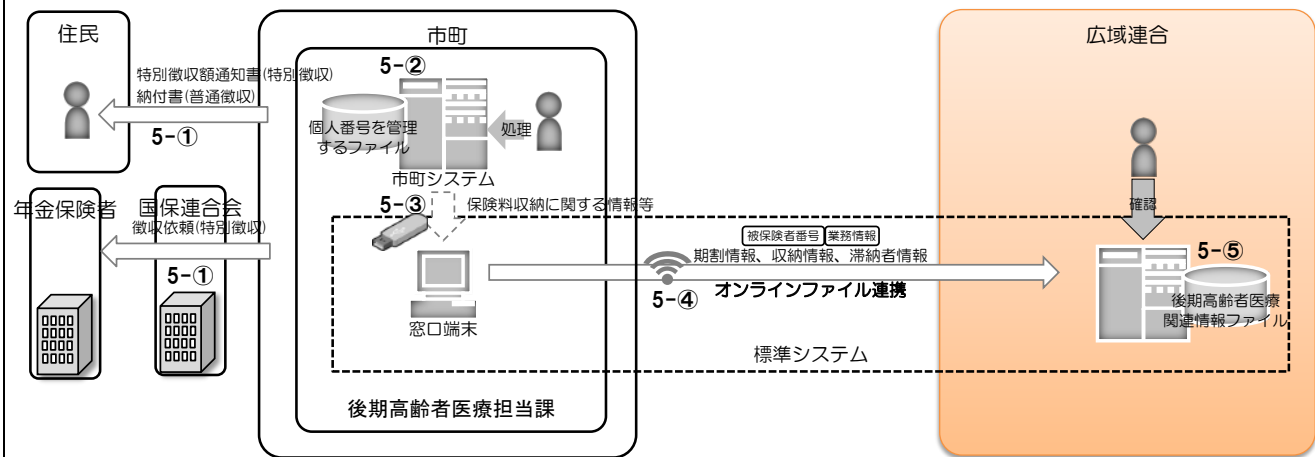 住民
特別徴収額通知書(特別徴収)
納付書(普通徴収)
5-①
年金保険者
国保連合会
徴収依頼(特別徴収)
5-①
市町
5-②
個人番号を管理
するファイル
処理
市町システム
5-③
保険料収納に関する情報等
窓口端末
後期高齢者医療担当課
被保険者番号 業務情報
期割情報、収納情報、滞納者情報
5-④
オンラインファイル連携
標準システム
広域連合
確認
5-⑤
後期高齢者医療
関連情報ファイル